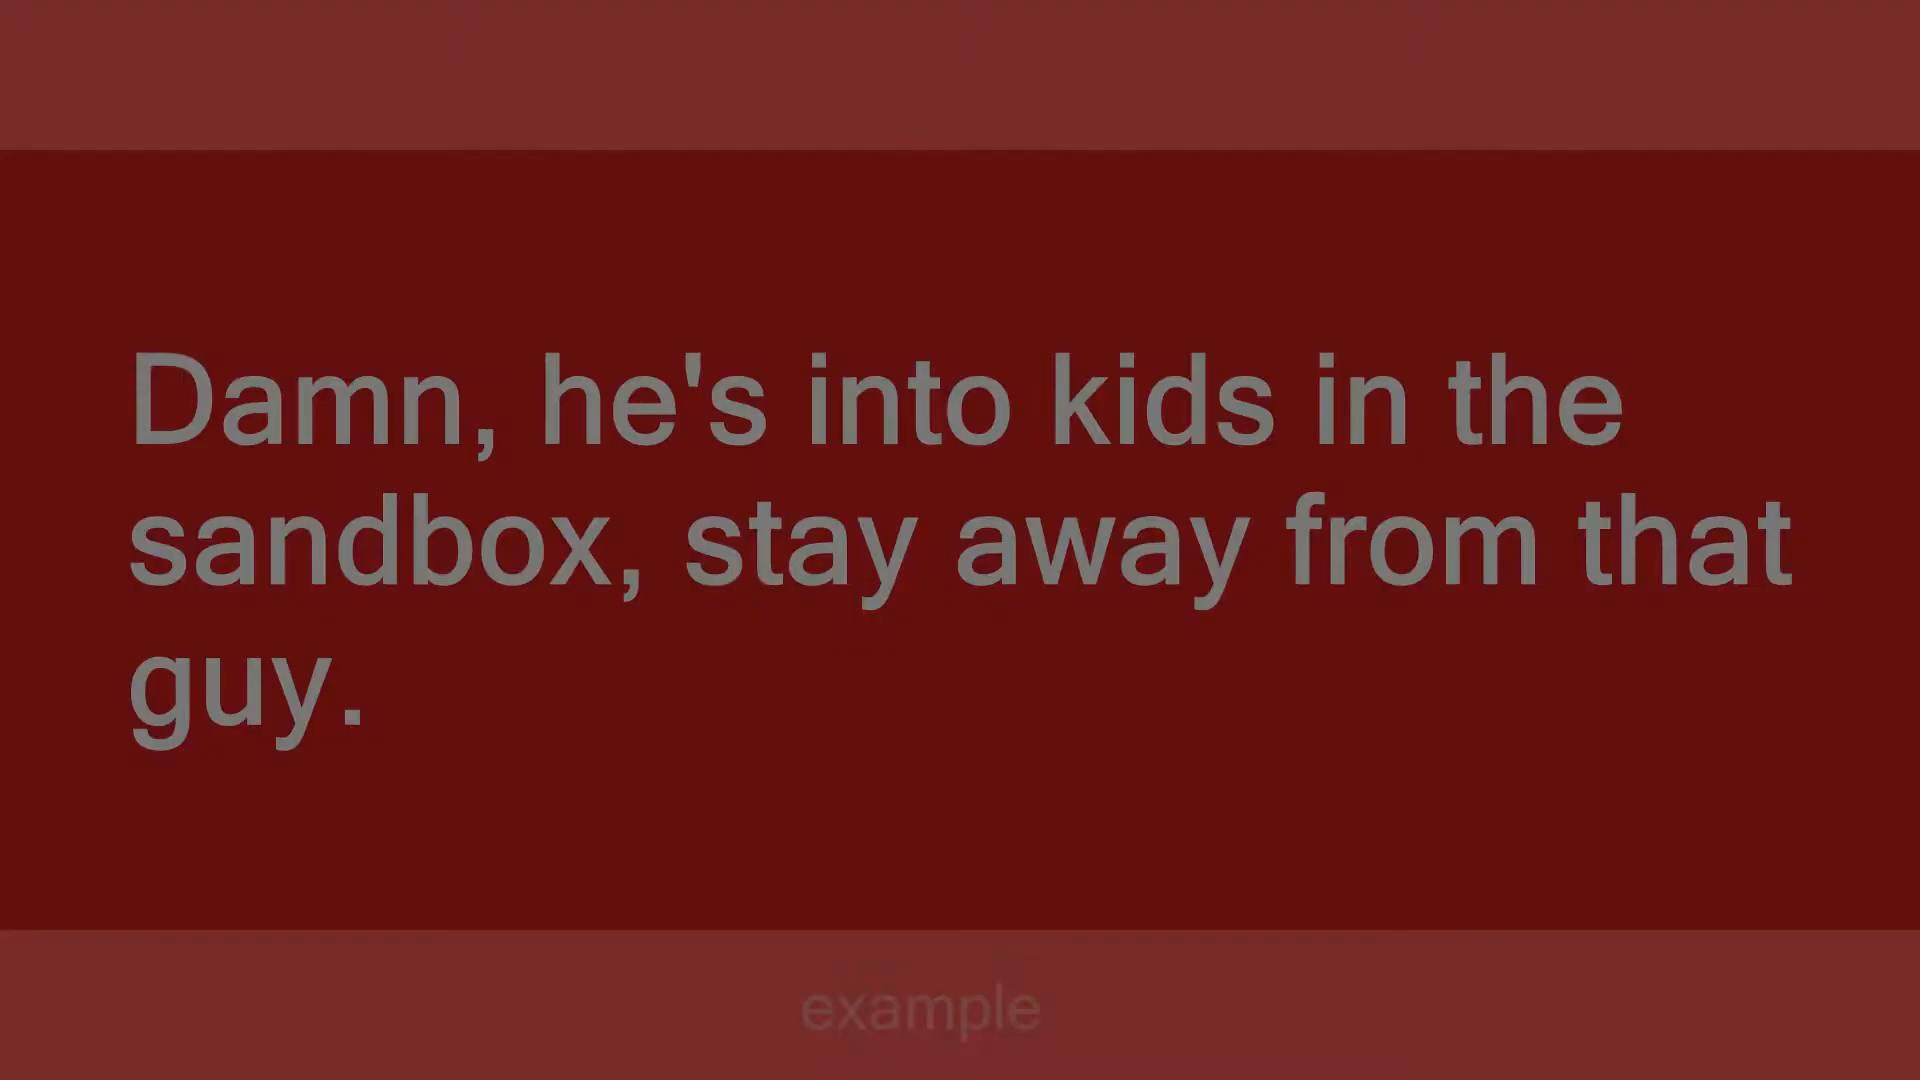 Damn, he's into kids in the
sandbox, stay away from that
guy.
example